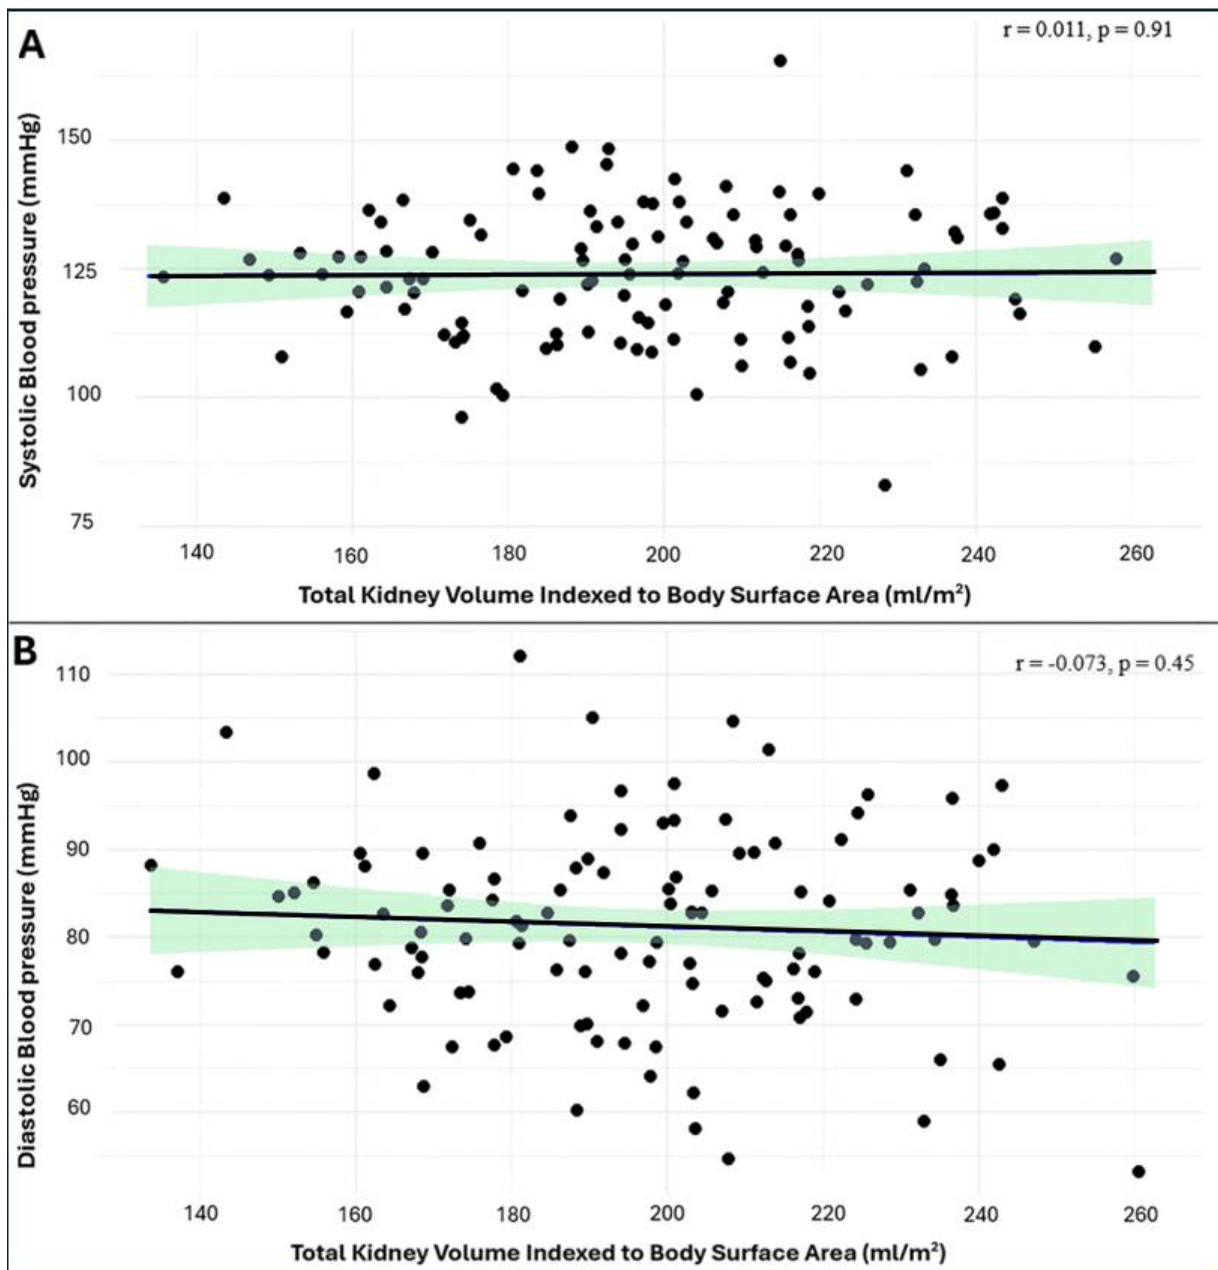 A
r = 0.011, p = 0.91
Systolic Blood pressure (mmHg)
150
125
100
75
140 160 180 200 220 240 260
Total Kidney Volume Indexed to Body Surface Area (ml/m²)
B
r = -0.073, p = 0.45
Diastolic Blood pressure (mmHg)
110
100
90
80
70
60
140 160 180 200 220 240 260
Total Kidney Volume Indexed to Body Surface Area (ml/m²)